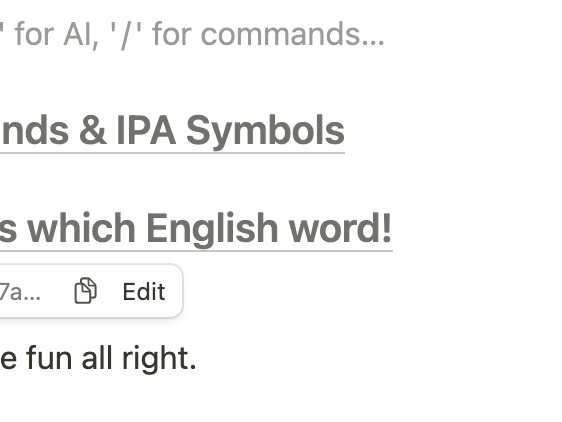 ' for AI, '/' for commands...
nds & IPA Symbols
s which English word!
7a... Edit
e fun all right.